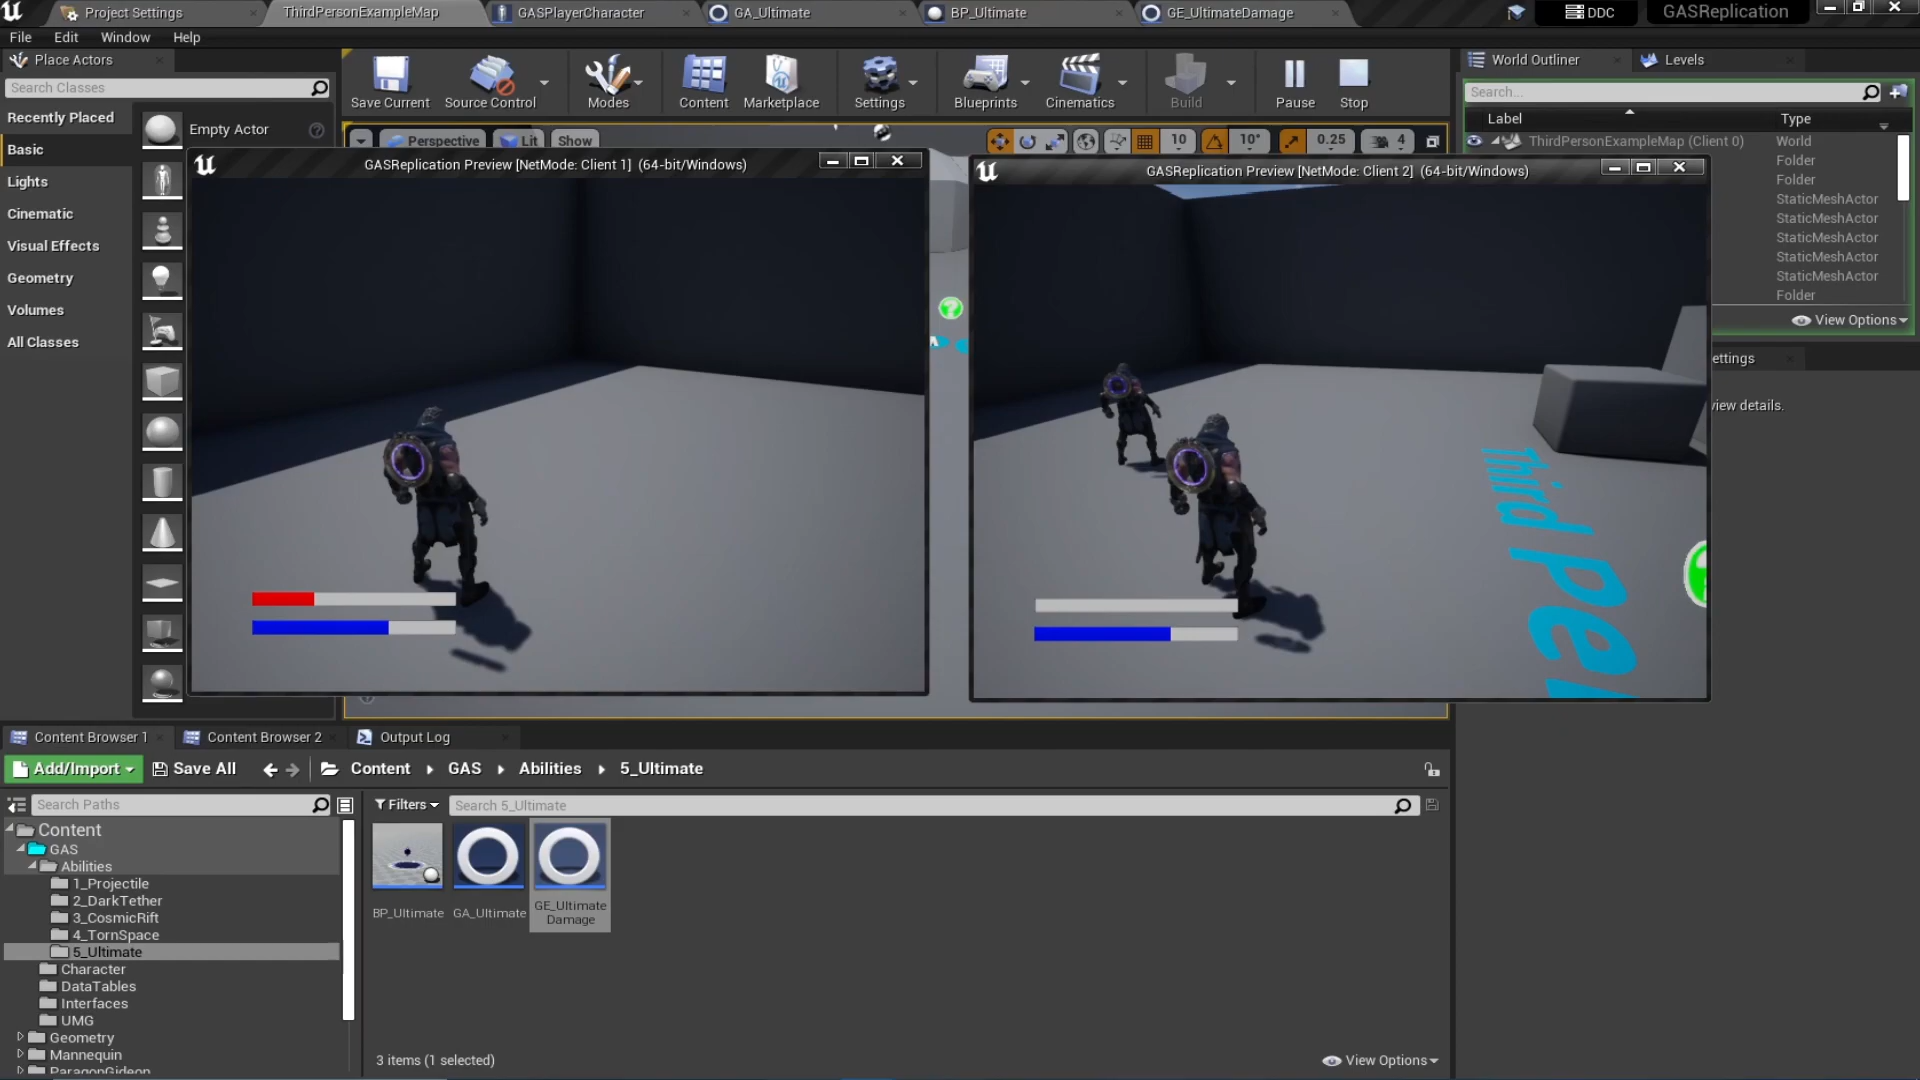 Project Settings
ThirdPersonExampleMap
GASPlayerCharacter
GA_Ultimate
BP_Ultimate
GE_UltimateDamage
DDC
GASReplication
File Edit Window Help
Place Actors
Search Classes
Recently Placed
Basic
Lights
Cinematic
Visual Effects
Geometry
Volumes
All Classes
Empty Actor
Save Current
Source Control
Modes
Content
Marketplace
Settings
Blueprints
Cinematics
Build
Pause
Stop
Perspective
Lit
Show
10
10°
0.25
4
GASReplication Preview [NetMode: Client 1] (64-bit/Windows)
GASReplication Preview [NetMode: Client 2] (64-bit/Windows)
Third Pe
World Outliner
Levels
Search...
Label Type
ThirdPersonExampleMap (Client 0) World
Folder
Folder
StaticMeshActor
StaticMeshActor
StaticMeshActor
StaticMeshActor
StaticMeshActor
Folder
View Options
ettings
view details.
Content Browser 1
Content Browser 2
Output Log
Add/Import
Save All
Content
GAS
Abilities
5_Ultimate
Search Paths
Filters
Search 5_Ultimate
Content
GAS
Abilities
1_Projectile
2_DarkTether
3_CosmicRift
4_TornSpace
5_Ultimate
Character
DataTables
Interfaces
UMG
Geometry
Mannequin
ParagonGideon
BP_Ultimate
GA_Ultimate
GE_Ultimate
Damage
3 items (1 selected)
View Options